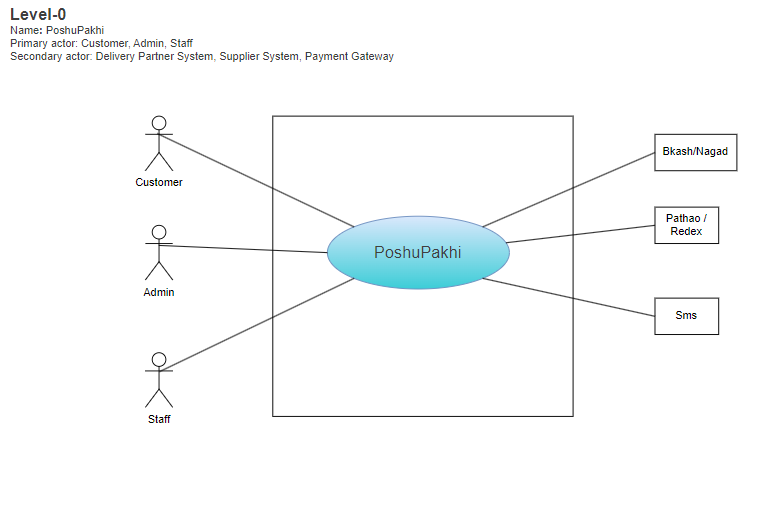 Level-0
Name: PoshuPakhi
Primary actor: Customer, Admin, Staff
Secondary actor: Delivery Partner System, Supplier System, Payment Gateway
Customer
Admin
Staff
PoshuPakhi
Bkash/Nagad
Pathao /
Redex
Sms